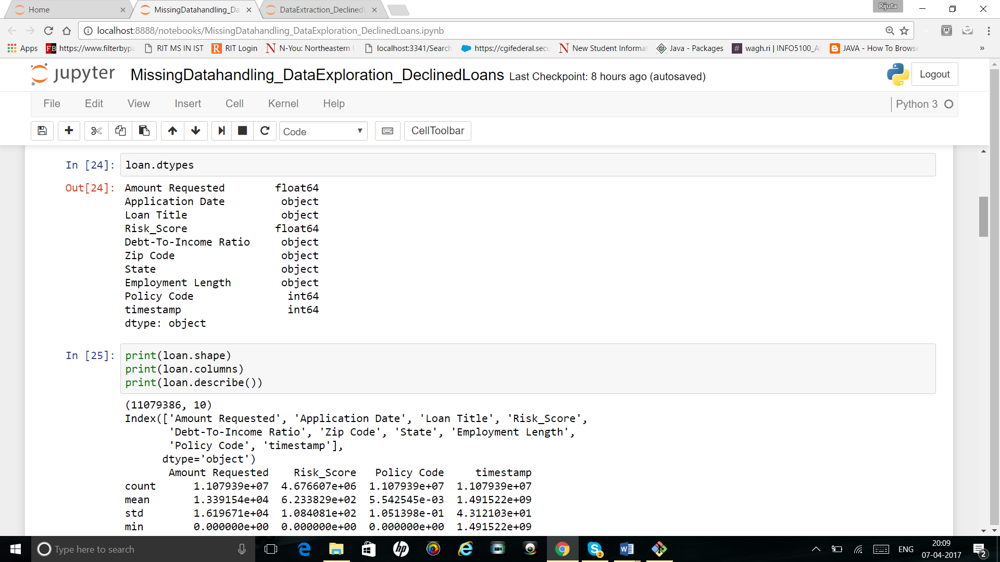 Home
MissingDatahandling_Da
DataExtraction_DeclinedL
Rijuta
localhost:8888/notebooks/MissingDatahandling_DataExploration_DeclinedLoans.ipynb
Apps
FB https://www.filterbypa
RIT MS IN IST
R RIT Login
N N-You: Northeastern U
localhost:3341/Search
https://cgifederal.secu
N New Student Informat
Java - Packages
# wagh.ri | INFO5100_A
JAVA - How To Browse
»
jupyter MissingDatahandling_DataExploration_DeclinedLoans Last Checkpoint: 8 hours ago (autosaved)
Logout
File Edit View Insert Cell Kernel Help
Python 3
Code
CellToolbar
In [24]: loan.dtypes
Out[24]: Amount Requested float64
Application Date object
Loan Title object
Risk_Score float64
Debt-To-Income Ratio object
Zip Code object
State object
Employment Length object
Policy Code int64
timestamp int64
dtype: object
In [25]: print(loan.shape)
print(loan.columns)
print(loan.describe())
(11079386, 10)
Index(['Amount Requested', 'Application Date', 'Loan Title', 'Risk_Score',
'Debt-To-Income Ratio', 'Zip Code', 'State', 'Employment Length',
'Policy Code', 'timestamp'],
dtype='object')
Amount Requested Risk_Score Policy Code timestamp
count 1.107939e+07 4.676607e+06 1.107939e+07 1.107939e+07
mean 1.339154e+04 6.233829e+02 5.542545e-03 1.491522e+09
std 1.619671e+04 1.084081e+02 1.051398e-01 4.312103e+01
min 0.000000e+00 0.000000e+00 0.000000e+00 1.491522e+09
Type here to search
hp
2
ENG
20:09
07-04-2017
2